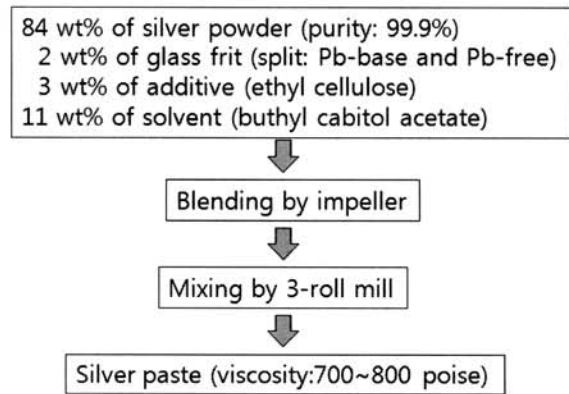 84 wt% of silver powder (purity: 99.9%)
2 wt% of glass frit (split: Pb-base and Pb-free)
3 wt% of additive (ethyl cellulose)
11 wt% of solvent (buthyl cabitol acetate)
Blending by impeller
Mixing by 3-roll mill
Silver paste (viscosity:700~800 poise)